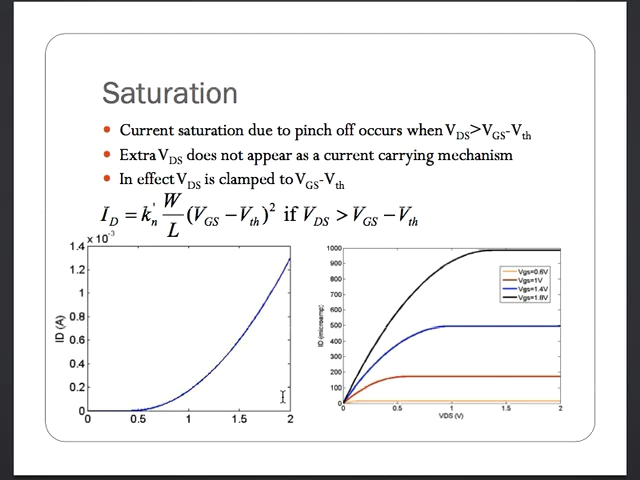 Saturation
• Current saturation due to pinch off occurs when V_DS>V_GS-V_th
• Extra V_DS does not appear as a current carrying mechanism
• In effect V_DS is clamped to V_GS-V_th
I_D = k_n' W/L (V_GS − V_th)² if V_DS > V_GS − V_th
x 10^-3
1.4
1.2
1
0.8
0.6
0.4
0.2
0
ID (A)
0 0.5 1 1.5 2
1000
900
800
700
600
500
400
300
200
100
0
ID (microamp)
Vgs=0.6V
Vgs=1V
Vgs=1.4V
Vgs=1.8V
0 0.5 1 1.5 2
VDS (V)